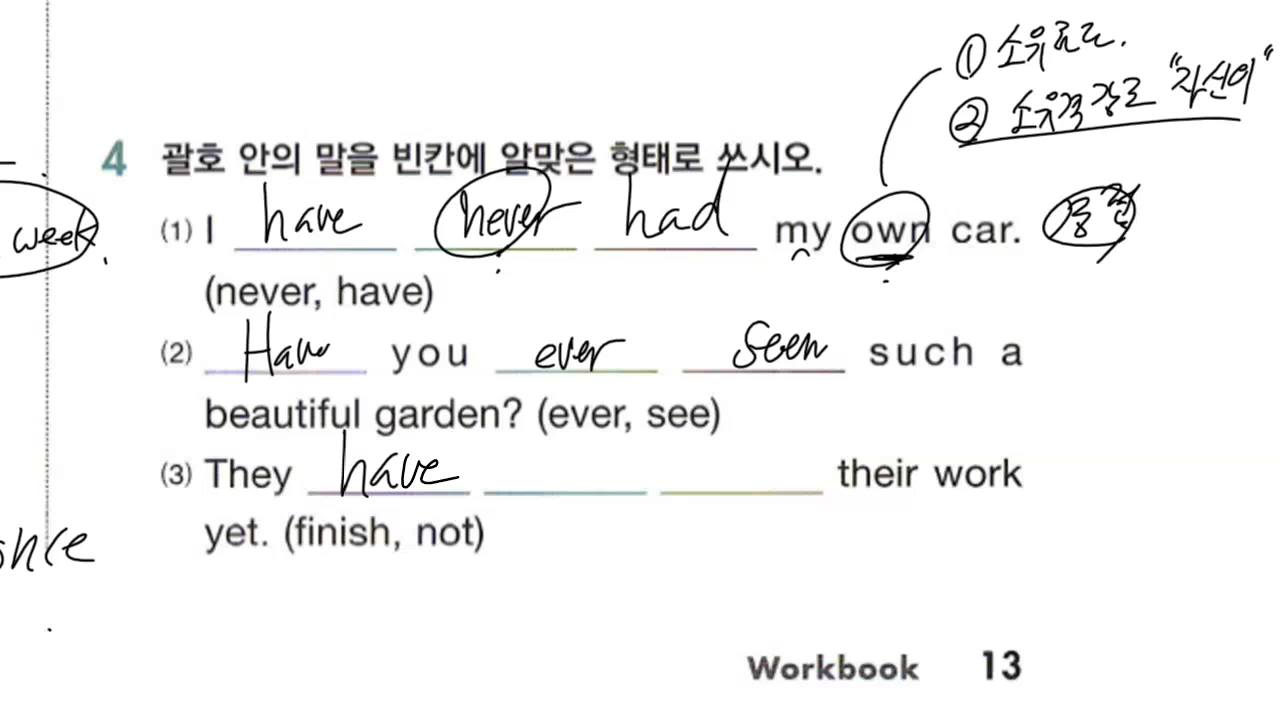 ① 소유하다.
② 소유격 강조 "자신의"
4 괄호 안의 말을 빈칸에 알맞은 형태로 쓰시오.
week.
(1) I have never had my own car.
(never, have)
(2) Have you ever seen such a
beautiful garden? (ever, see)
(3) They have their work
yet. (finish, not)
Workbook 13